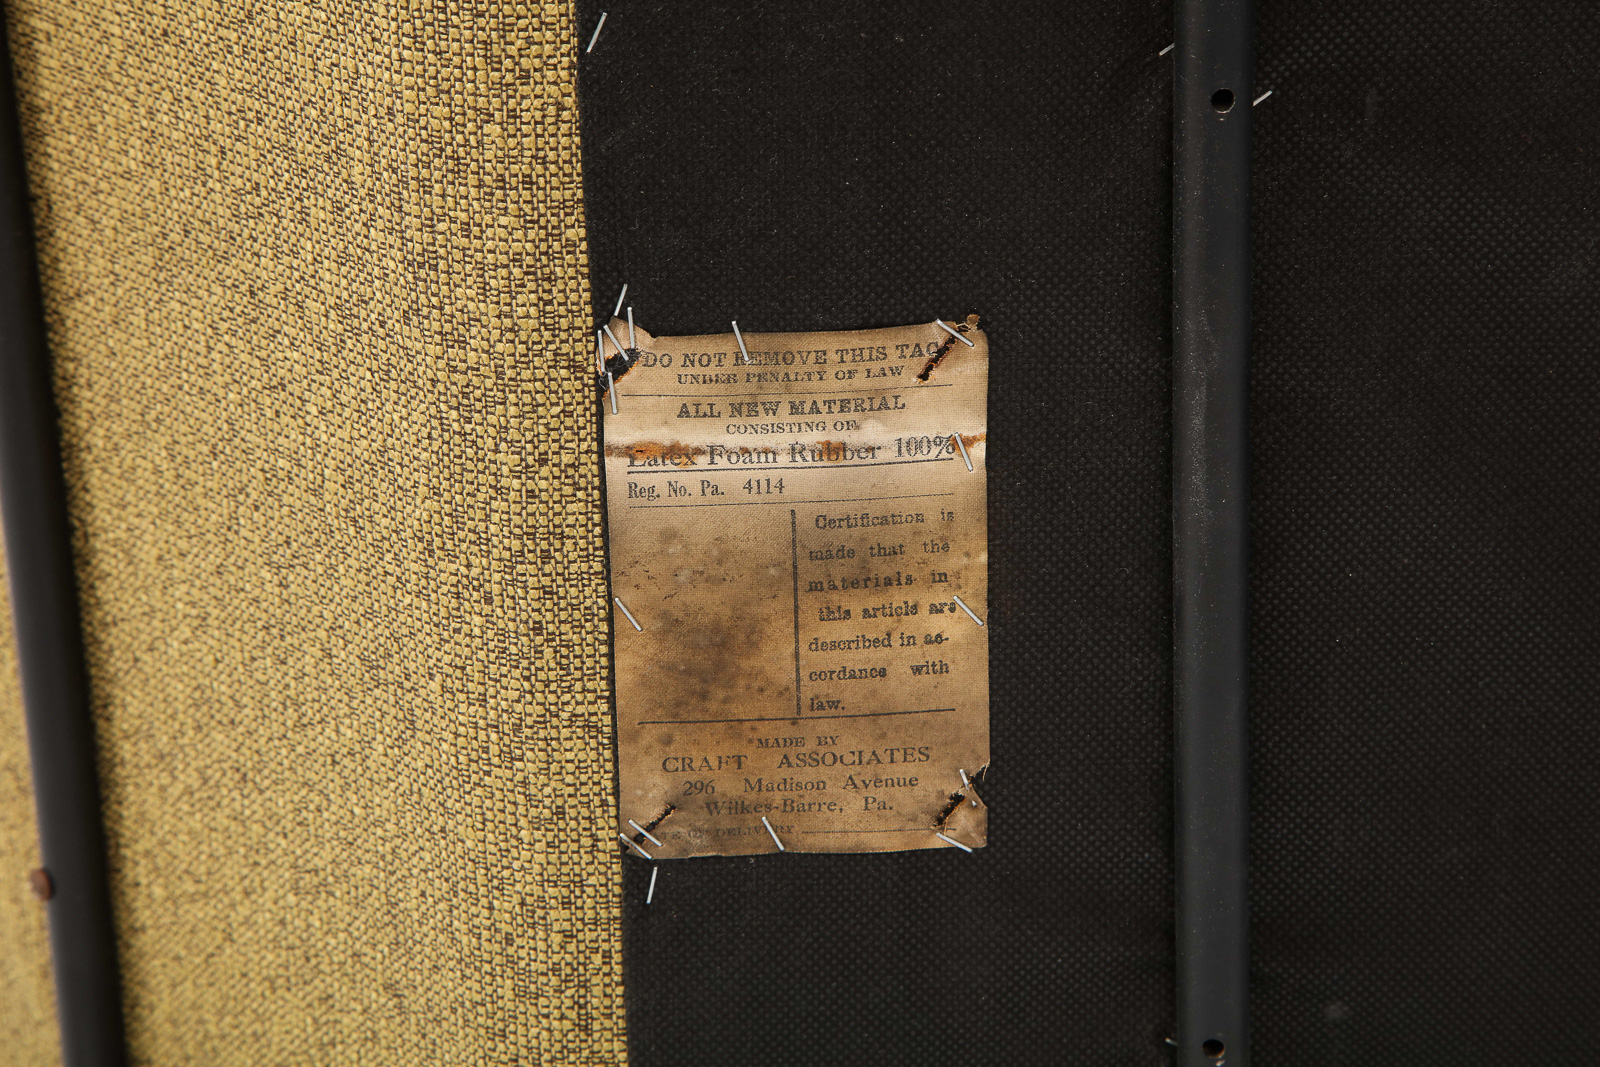 DO NOT REMOVE THIS TAG
UNDER PENALTY OF LAW
ALL NEW MATERIAL
CONSISTING OF
Latex Foam Rubber 100%
Reg. No. Pa. 4114
Certification is
made that the
materials in
this article are
described in ac-
cordance with
law.
MADE BY
CRAFT ASSOCIATES
296 Madison Avenue
Wilkes-Barre, Pa.
OF DELIVERY